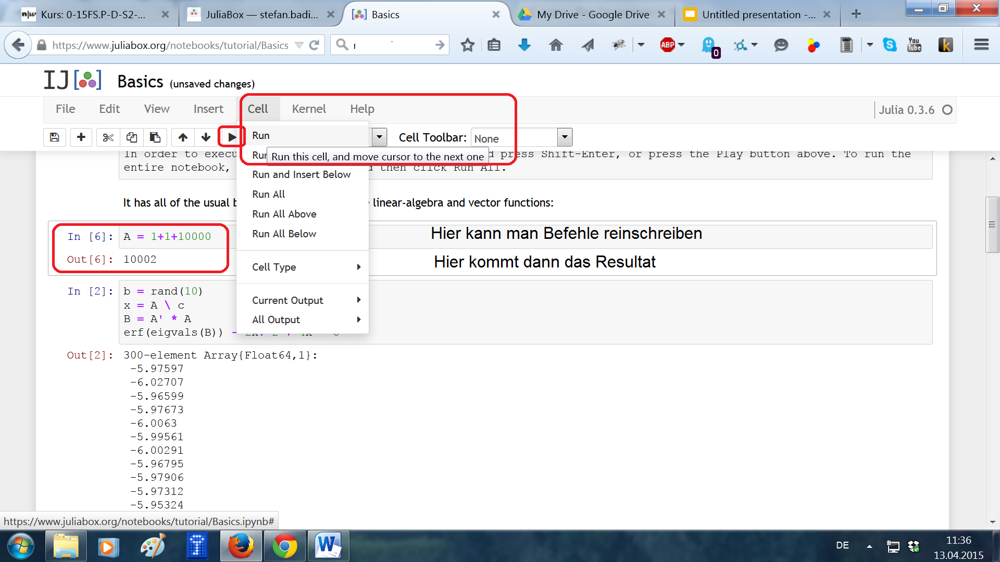 Kurs: 0-15FS.P-D-S2-...
JuliaBox — stefan.badi...
Basics
My Drive - Google Drive
Untitled presentation -...
https://www.juliabox.org/notebooks/tutorial/Basics
ABP
0
You
Tube
k
IJ Basics (unsaved changes)
File Edit View Insert Cell Kernel Help
Julia 0.3.6
Run
Cell Toolbar: None
Run this cell, and move cursor to the next one
In order to execu
d press Shift-Enter, or press the Play button above. To run the
entire notebook,
d then click Run All.
Run and Insert Below
Run All
Run All Above
Run All Below
Cell Type
Current Output
All Output
It has all of the usual
linear-algebra and vector functions:
In [6]: A = 1+1+10000
Hier kann man Befehle reinschreiben
Out[6]: 10002
Hier kommt dann das Resultat
In [2]: b = rand(10)
x = A \ c
B = A' * A
erf(eigvals(B))
Out[2]: 300-element Array{Float64,1}:
-5.97597
-6.02707
-5.96599
-5.97673
-6.0063
-5.99561
-6.00291
-5.96795
-5.97906
-5.97312
-5.95324
https://www.juliabox.org/notebooks/tutorial/Basics.ipynb#
DE
11:36
13.04.2015